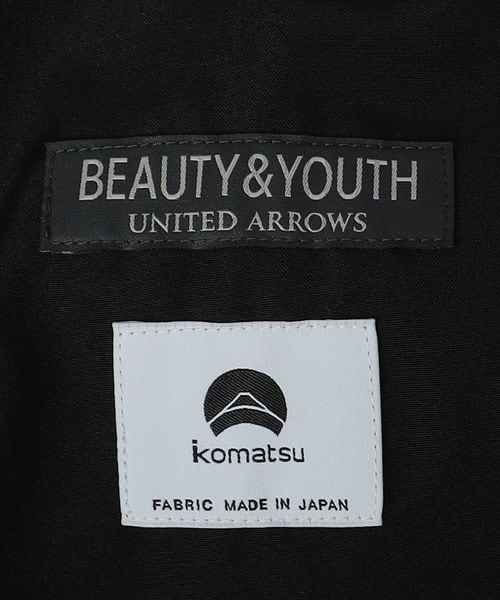 BEAUTY&YOUTH
UNITED ARROWS
komatsu
FABRIC MADE IN JAPAN